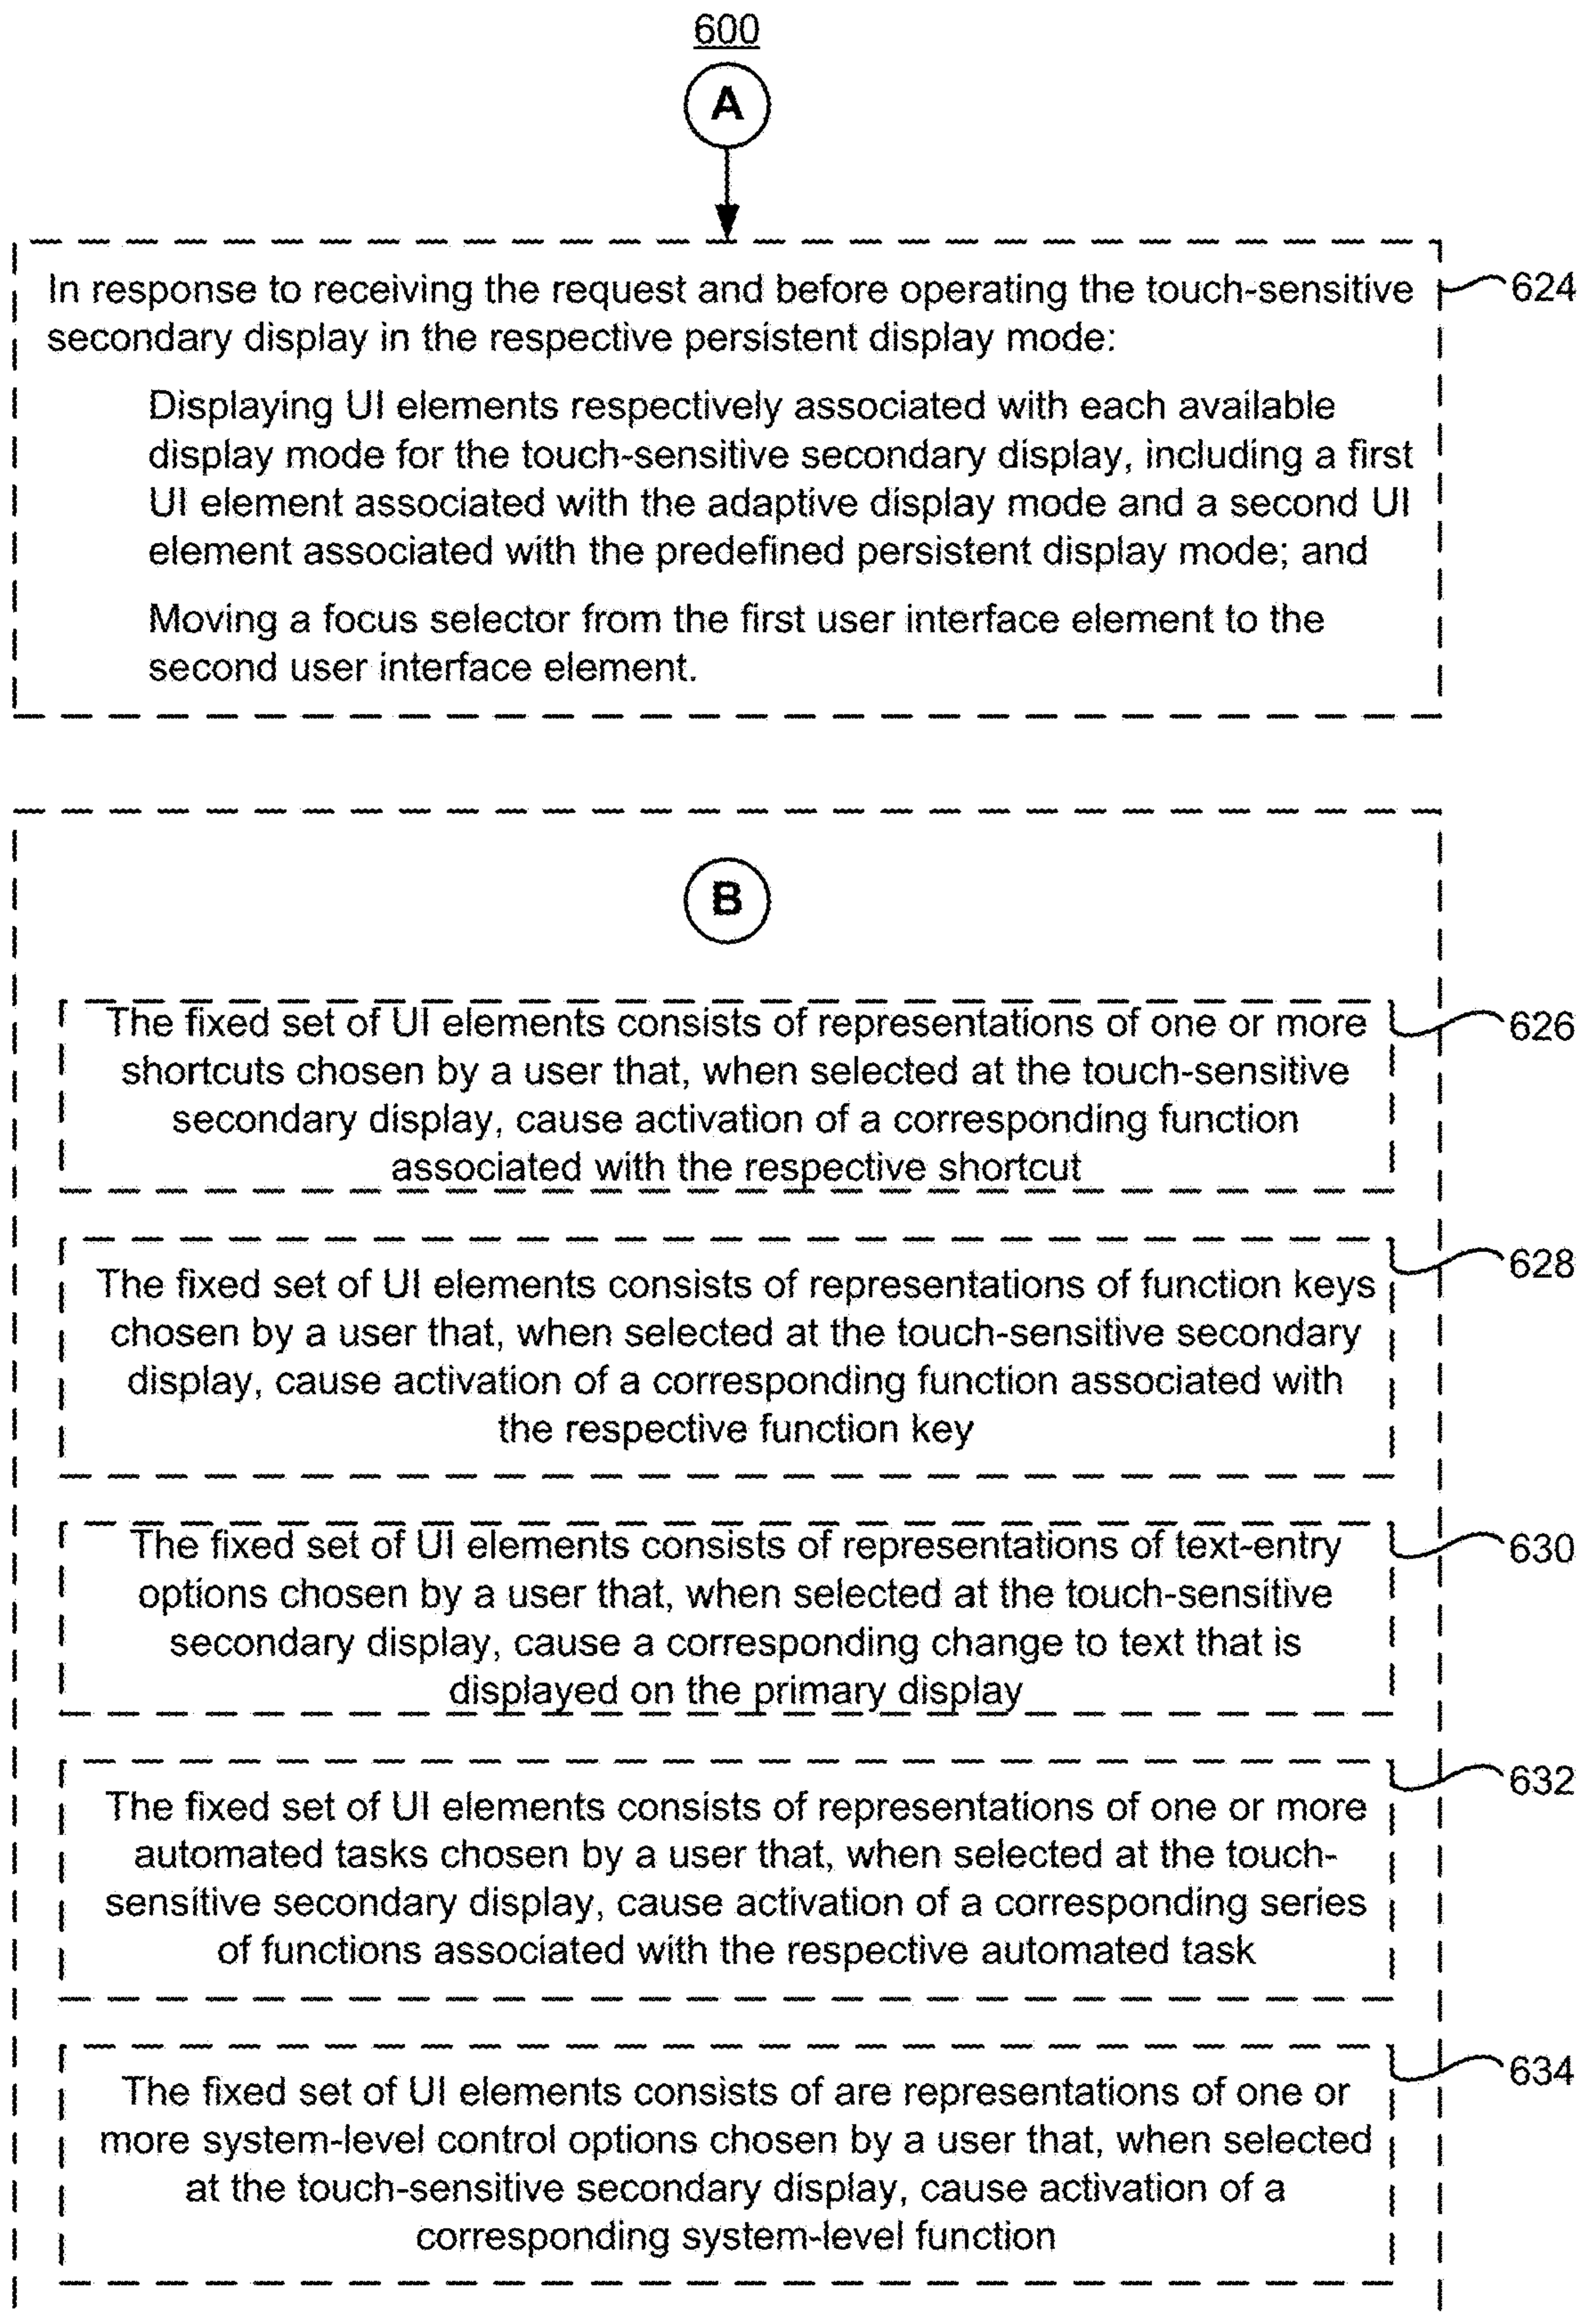 600
A
In response to receiving the request and before operating the touch-sensitive
624
secondary display in the respective persistent display mode:
Displaying UI elements respectively associated with each available
display mode for the touch-sensitive secondary display, including a first
UI element associated with the adaptive display mode and a second UI
element associated with the predefined persistent display mode; and
Moving a focus selector from the first user interface element to the
second user interface element.
B
The fixed set of UI elements consists of representations of one or more
626
shortcuts chosen by a user that, when selected at the touch-sensitive
secondary display, cause activation of a corresponding function
associated with the respective shortcut
The fixed set of UI elements consists of representations of function keys
628
chosen by a user that, when selected at the touch-sensitive secondary
display, cause activation of a corresponding function associated with
the respective function key
The fixed set of UI elements consists of representations of text-entry
630
options chosen by a user that, when selected at the touch-sensitive
secondary display, cause a corresponding change to text that is
displayed on the primary display
The fixed set of UI elements consists of representations of one or more
632
automated tasks chosen by a user that, when selected at the touch-
sensitive secondary display, cause activation of a corresponding series
of functions associated with the respective automated task
The fixed set of UI elements consists of are representations of one or
634
more system-level control options chosen by a user that, when selected
at the touch-sensitive secondary display, cause activation of a
corresponding system-level function